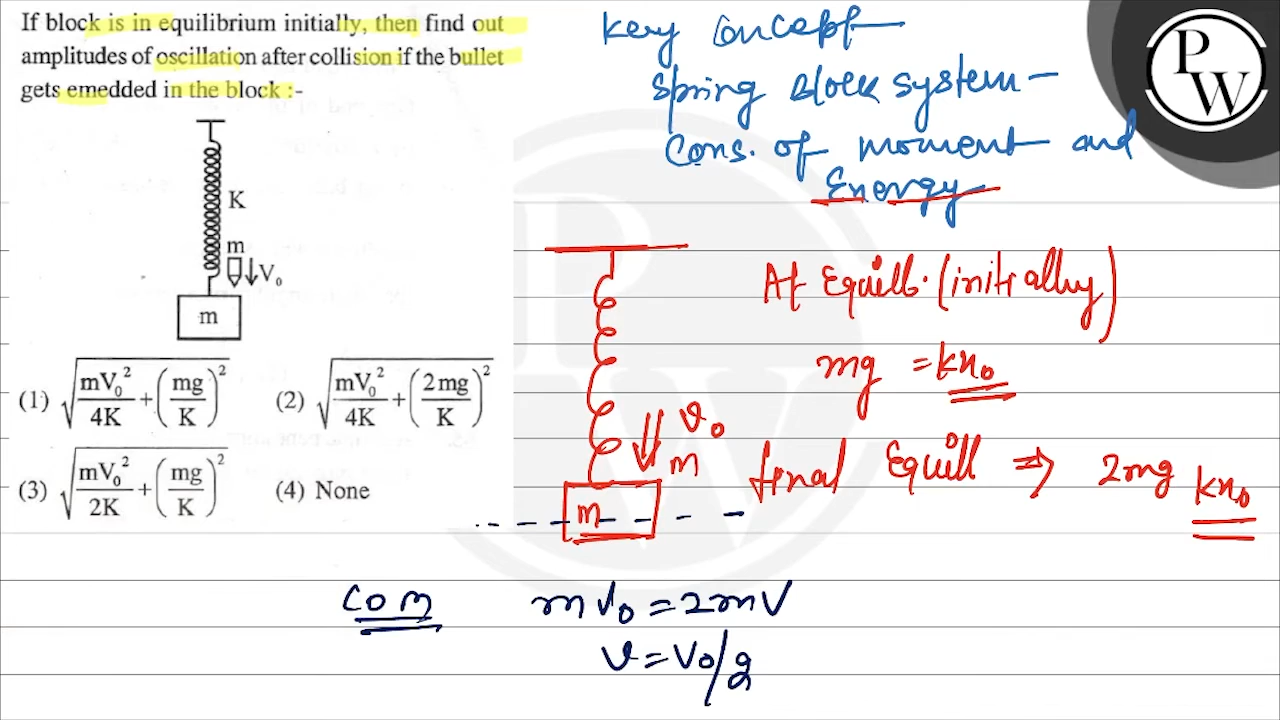 If block is in equilibrium initially, then find out
amplitudes of oscillation after collision if the bullet
gets emedded in the block :-
K
m
V₀
m
(1) √(mV₀²/4K + (mg/K)²) (2) √(mV₀²/4K + (2mg/K)²)
(3) √(mV₀²/2K + (mg/K)²) (4) None
Key Concept
Spring Block system -
Cons. of moment and
Energy
PW
At Equilb. (initially)
mg = kx₀
v₀
m
m
final Equill ⇒ 2mg kx₀
COM mv₀ = 2mV
v = V₀/2